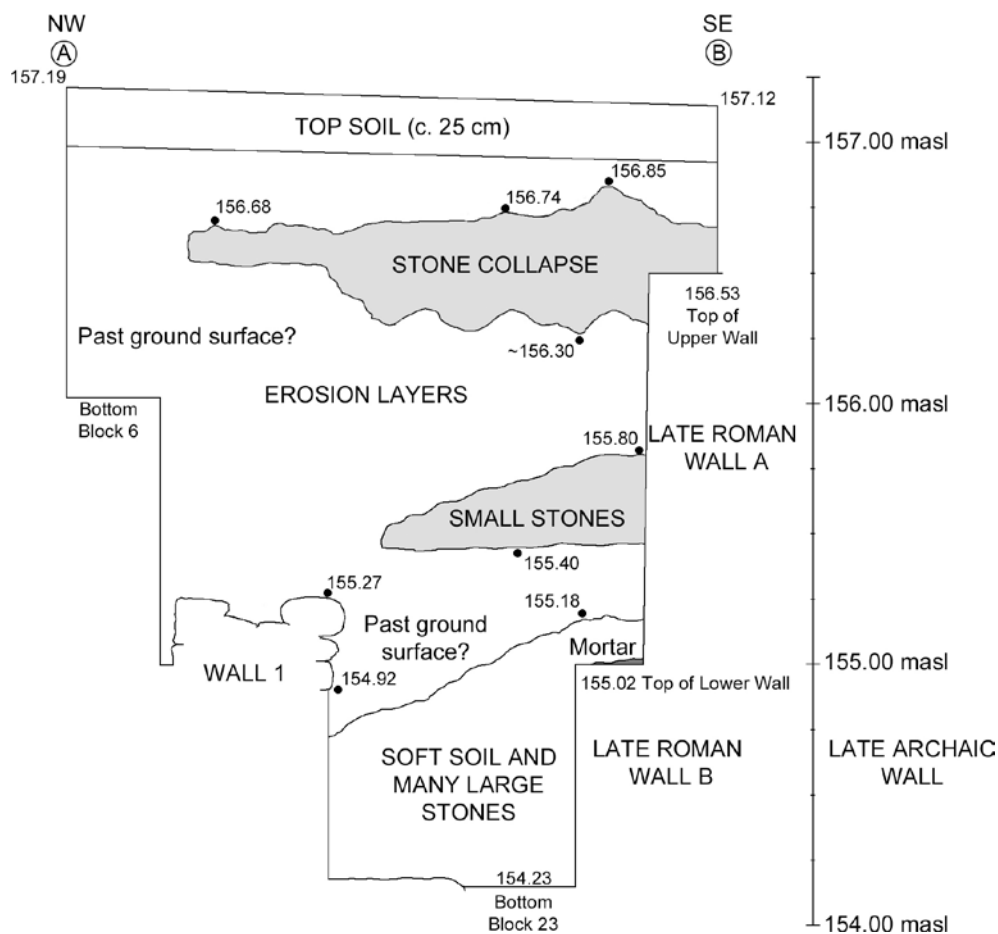 NW
SE
A
B
157.19
157.12
TOP SOIL (c. 25 cm)
157.00 masl
156.85
156.74
156.68
STONE COLLAPSE
156.53
Top of
Upper Wall
Past ground surface?
~156.30
EROSION LAYERS
156.00 masl
Bottom
Block 6
155.80
LATE ROMAN
WALL A
SMALL STONES
155.40
155.27
155.18
Past ground
surface?
Mortar
WALL 1
154.92
155.02 Top of Lower Wall
155.00 masl
SOFT SOIL AND
MANY LARGE
STONES
LATE ROMAN
WALL B
LATE ARCHAIC
WALL
154.23
Bottom
Block 23
154.00 masl